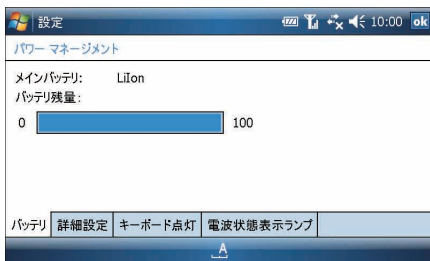 設定 10:00 ok
パワー マネージメント
メインバッテリ: LiIon
バッテリ残量:
0 100
バッテリ 詳細設定 キーボード点灯 電波状態表示ランプ
A